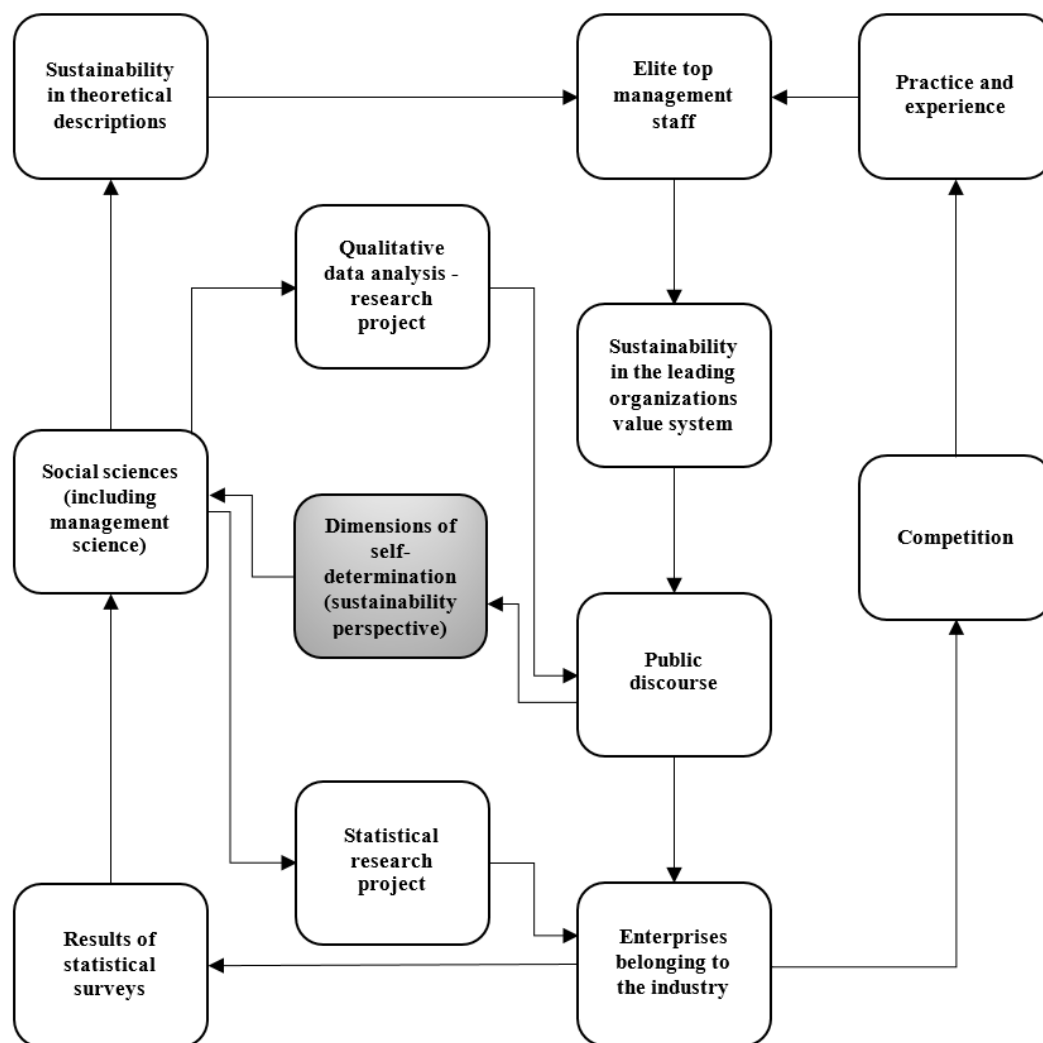 Sustainability
in theoretical
descriptions
Elite top
management
staff
Practice and
experience
Qualitative
data analysis -
research
project
Sustainability
in the leading
organizations
value system
Social sciences
(including
management
science)
Dimensions of
self-
determination
(sustainability
perspective)
Competition
Public
discourse
Statistical
research
project
Results of
statistical
surveys
Enterprises
belonging to
the industry